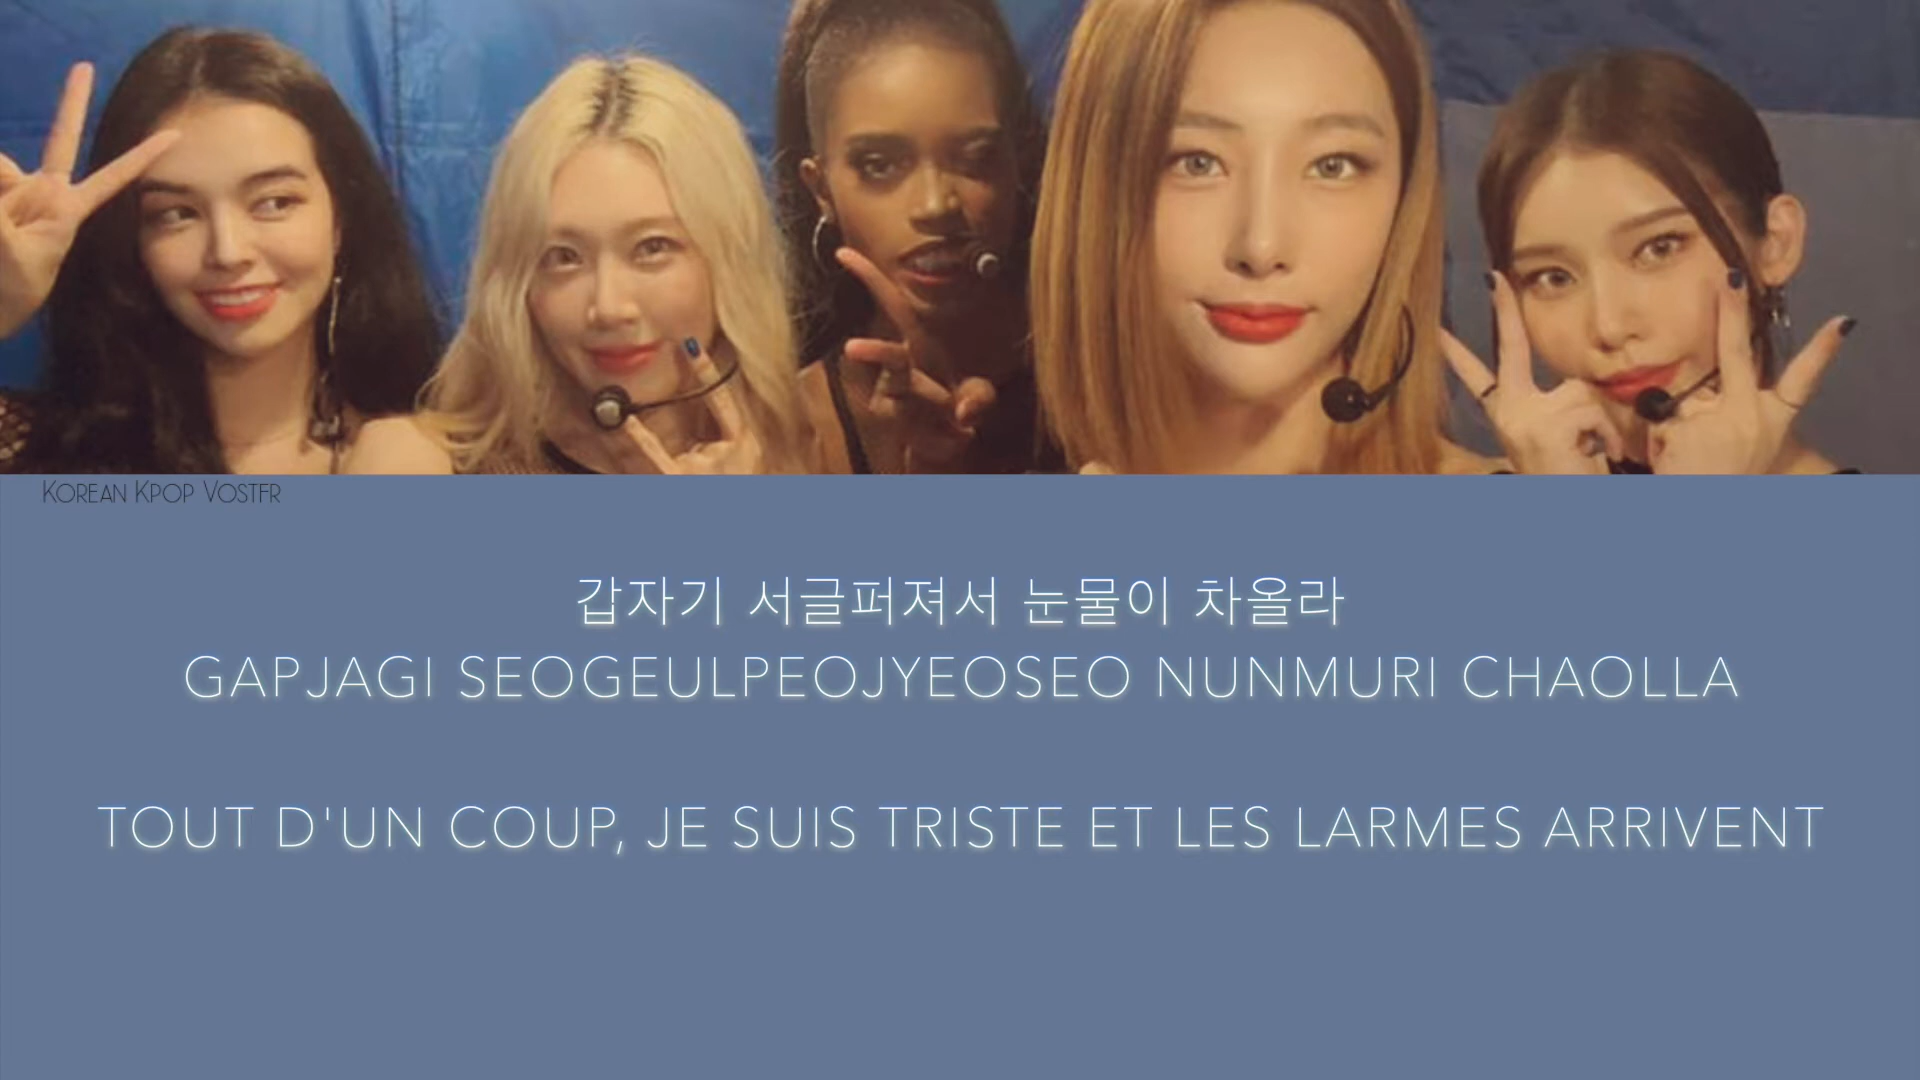 Korean Kpop Vostfr
갑자기 서글퍼져서 눈물이 차올라
GAPJAGI SEOGEULPEOJYEOSEO NUNMURI CHAOLLA
TOUT D'UN COUP, JE SUIS TRISTE ET LES LARMES ARRIVENT